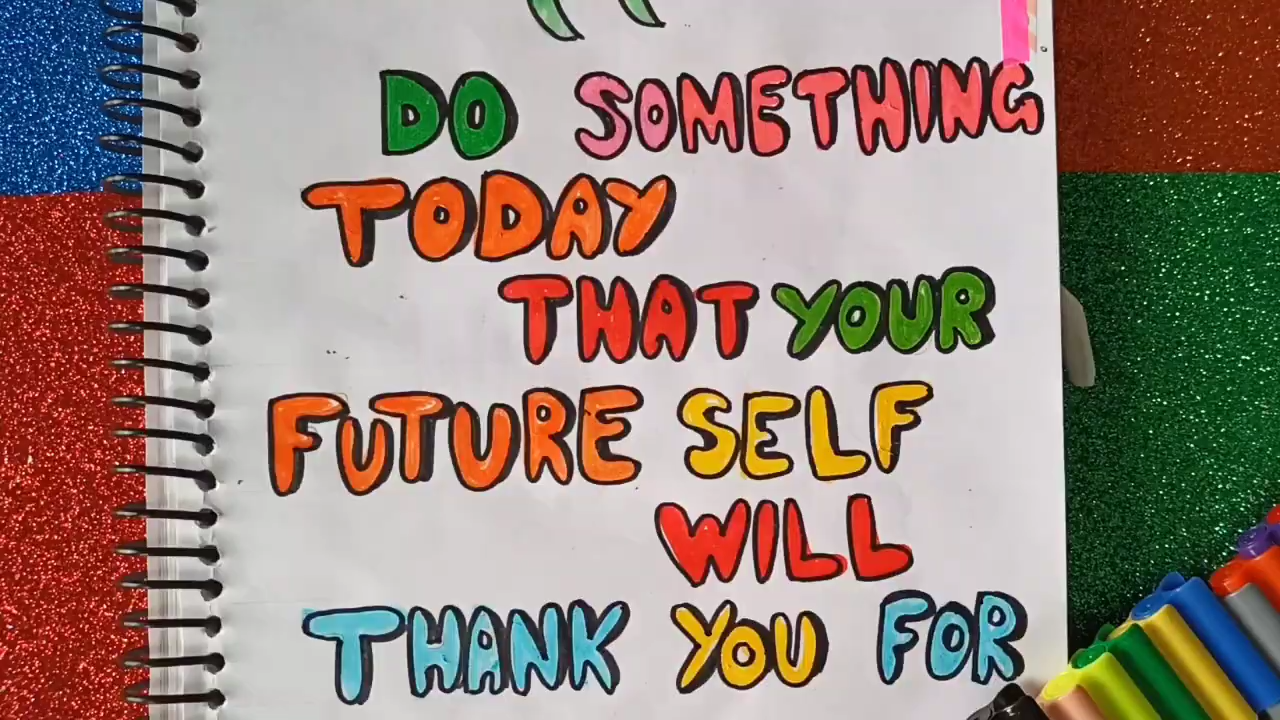 DO SOMETHING
TODAY
THAT YOUR
FUTURE SELF
WILL
THANK YOU FOR